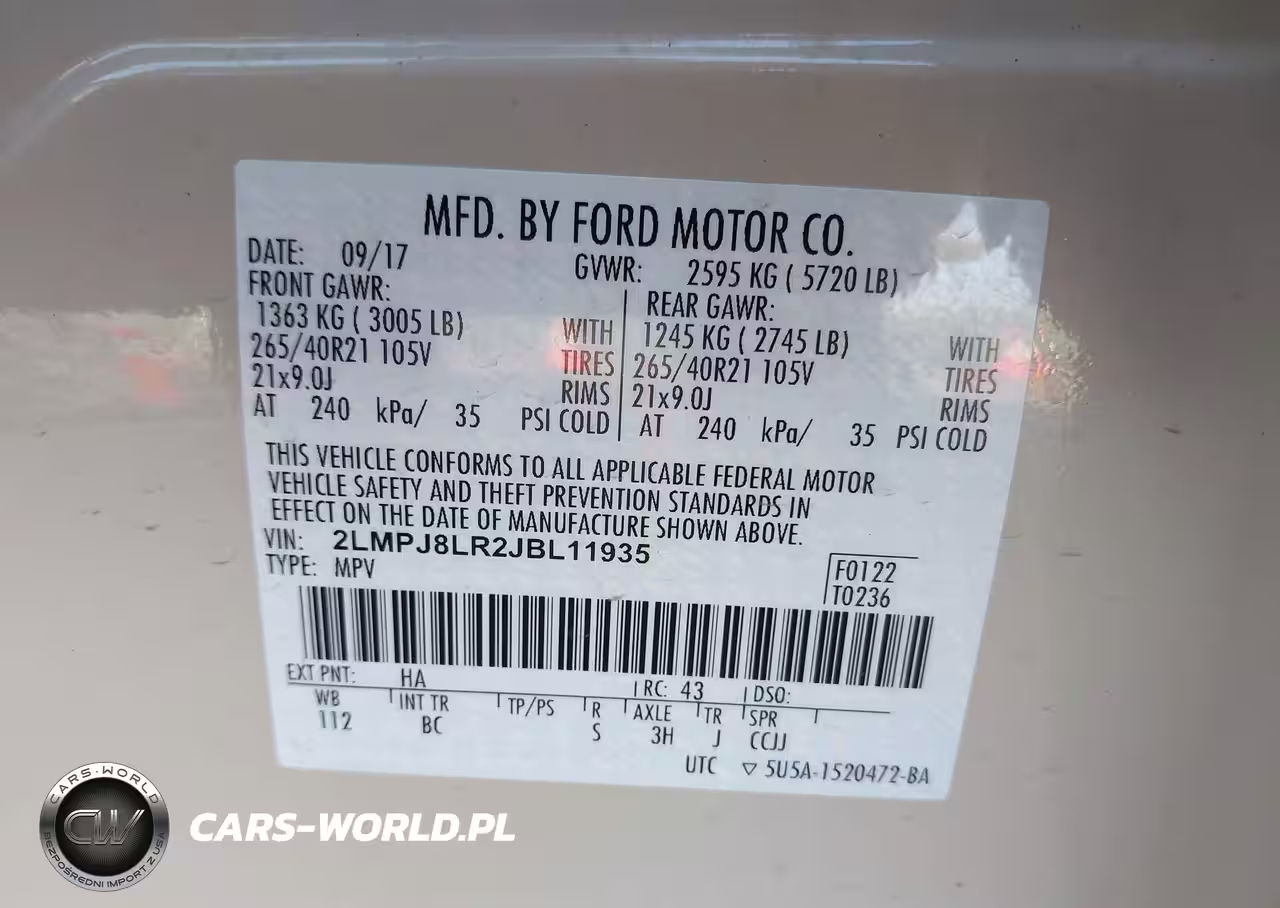 MFD. BY FORD MOTOR CO.
DATE: 09/17 GVWR: 2595 KG ( 5720 LB)
FRONT GAWR: REAR GAWR:
1363 KG ( 3005 LB) WITH 1245 KG ( 2745 LB) WITH
265/40R21 105V TIRES 265/40R21 105V TIRES
21x9.0J RIMS 21x9.0J RIMS
AT 240 kPa/ 35 PSI COLD AT 240 kPa/ 35 PSI COLD
THIS VEHICLE CONFORMS TO ALL APPLICABLE FEDERAL MOTOR
VEHICLE SAFETY AND THEFT PREVENTION STANDARDS IN
EFFECT ON THE DATE OF MANUFACTURE SHOWN ABOVE.
VIN: 2LMPJ8LR2JBL11935
TYPE: MPV F0122
T0236
EXT PNT: HA RC: 43 DSO:
WB INT TR TP/PS R AXLE TR SPR
112 BC S 3H J CCJJ
UTC ▽ 5U5A-1520472-BA
CARS-WORLD
CW
BEZPOŚREDNI IMPORT Z USA
CARS-WORLD.PL